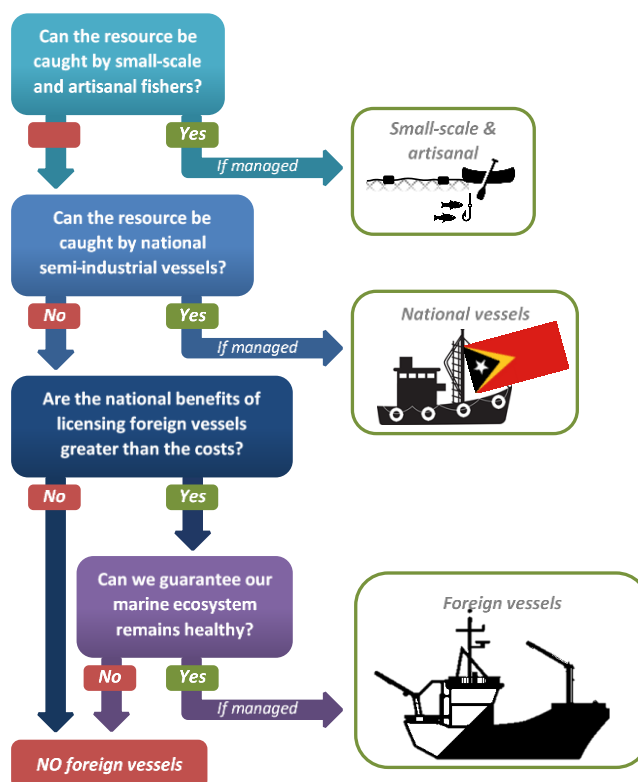 Can the resource be
caught by small-scale
and artisanal fishers?
Yes
If managed
Small-scale &
artisanal
Can the resource be
caught by national
semi-industrial vessels?
No
Yes
If managed
National vessels
Are the national benefits of
licensing foreign vessels
greater than the costs?
No
Yes
Can we guarantee our
marine ecosystem
remains healthy?
No
Yes
If managed
Foreign vessels
NO foreign vessels